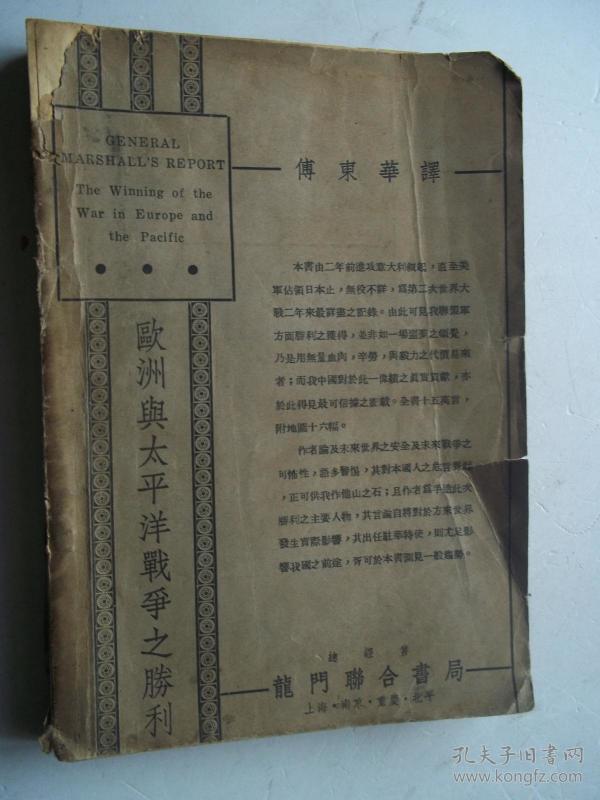 GENERAL
MARSHALL'S REPORT
The Winning of the
War in Europe and
the Pacific
歐洲與太平洋戰爭之勝利
傅東華譯
本書由二年前進攻意大利叙起，直至美
軍佔領日本止，無役不詳，爲第二次世界大
戰二年來最詳盡之記錄。由此可見我聯盟軍
方面勝利之獲得，並非如一場噩夢之
乃是用無量血肉，辛勞，與毅力之代價易來
者；而我中國對於此一偉績之眞實貢獻，亦
於此得見最可信據之記載。全書十五萬言，
附地圖十六幅。
作者論及未來世界之安全及未來戰爭之
可怖性，語多警惕，其對本國人之危言
，正可供我作他山之石；且作者爲手造此次
勝利之主要人物，其言論自將對於方來世界
發生實際影響，其出任駐華特使，則尤足影
響我國之前途，胥可於本書窺見一般趨勢。
總經售
龍門聯合書局
上海·南京·重慶·北平
孔夫子旧书网
www.kongfz.com